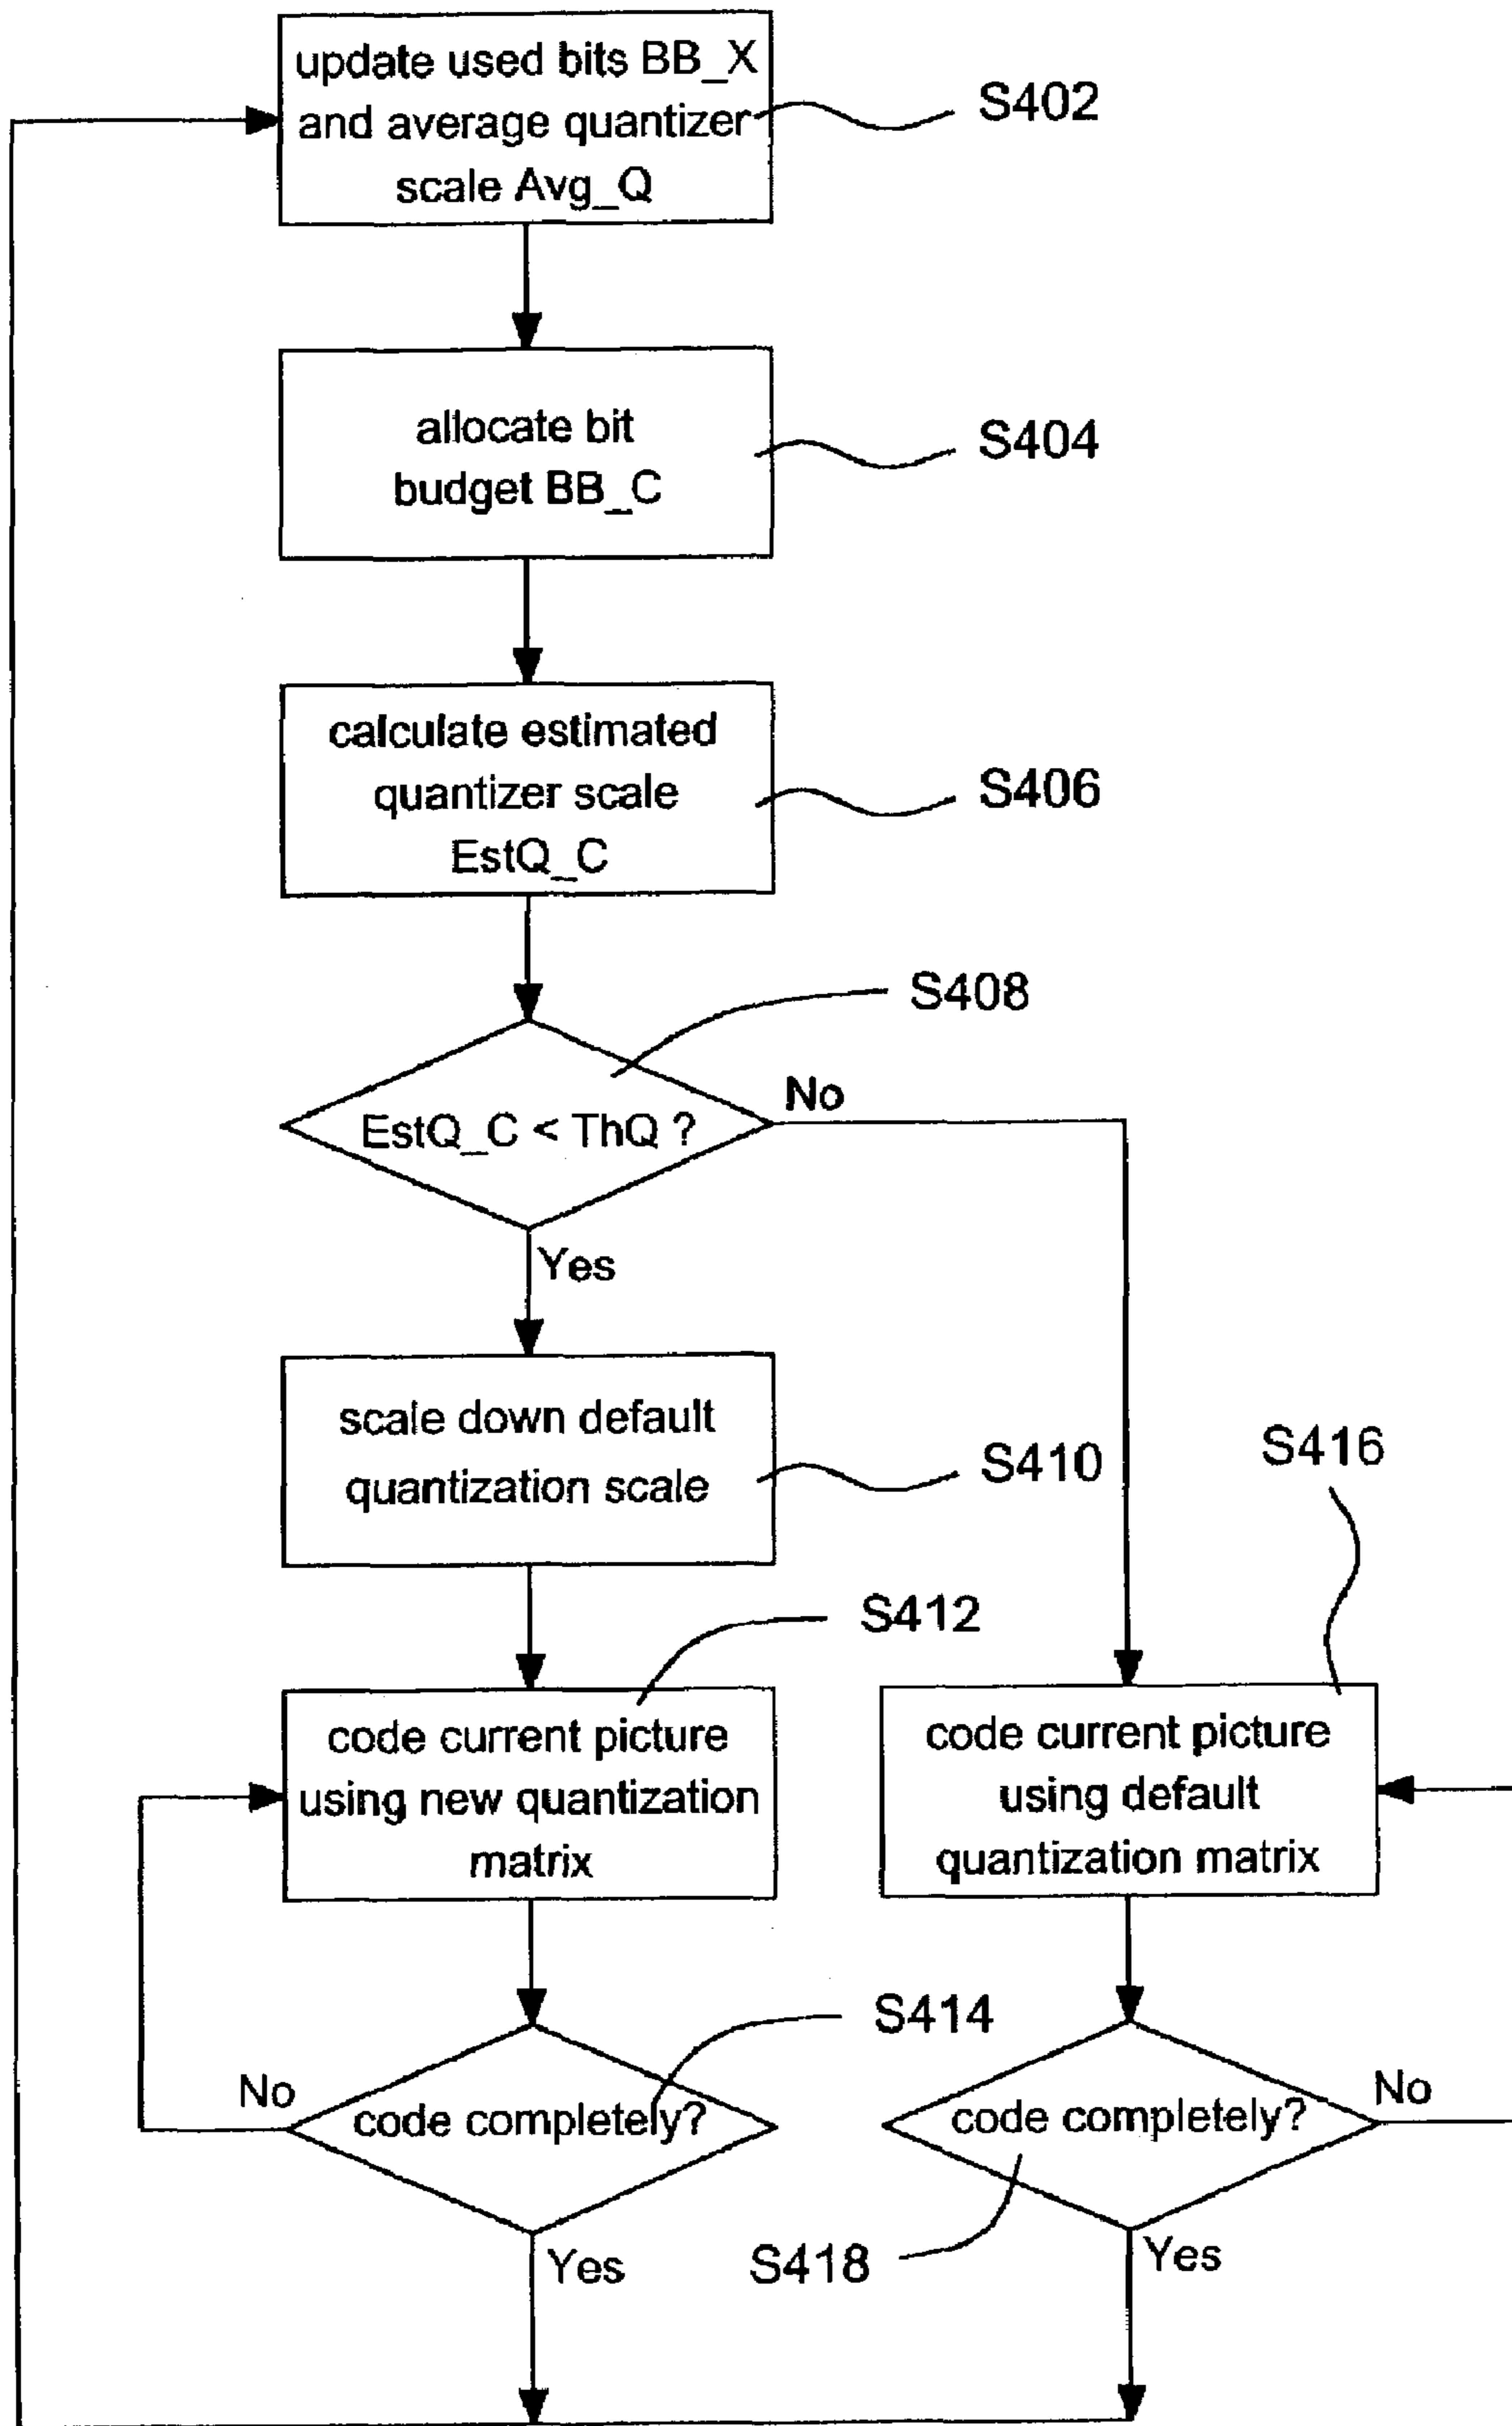 update used bits BB_X
and average quantizer
scale Avg_Q
S402
allocate bit
budget BB_C
S404
calculate estimated
quantizer scale
EstQ_C
S406
S408
EstQ_C < ThQ ?
No
Yes
scale down default
quantization scale
S410
S416
S412
code current picture
using new quantization
matrix
code current picture
using default
quantization matrix
S414
No
code completely?
code completely?
No
S418
Yes
Yes